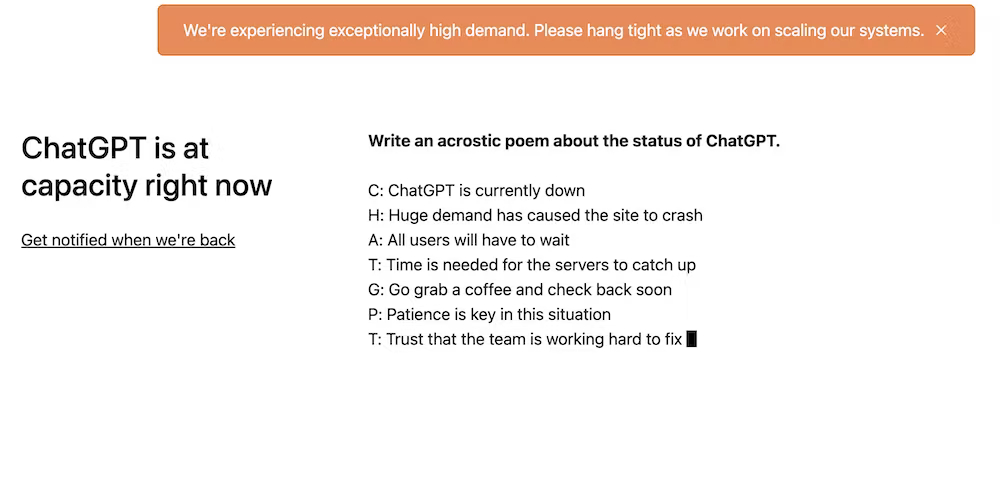 We're experiencing exceptionally high demand. Please hang tight as we work on scaling our systems. ×
ChatGPT is at
capacity right now
Get notified when we're back
Write an acrostic poem about the status of ChatGPT.
C: ChatGPT is currently down
H: Huge demand has caused the site to crash
A: All users will have to wait
T: Time is needed for the servers to catch up
G: Go grab a coffee and check back soon
P: Patience is key in this situation
T: Trust that the team is working hard to fix